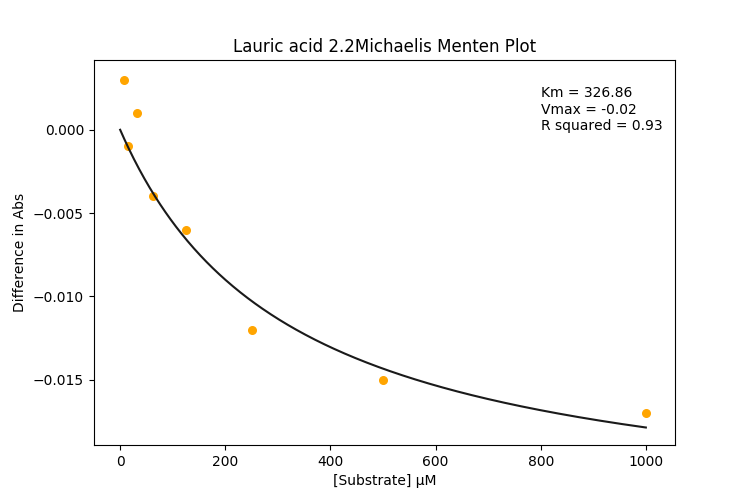 Lauric acid 2.2Michaelis Menten Plot
Km = 326.86
Vmax = -0.02
R squared = 0.93
0.000
−0.005
−0.010
−0.015
Difference in Abs
0 200 400 600 800 1000
[Substrate] µM